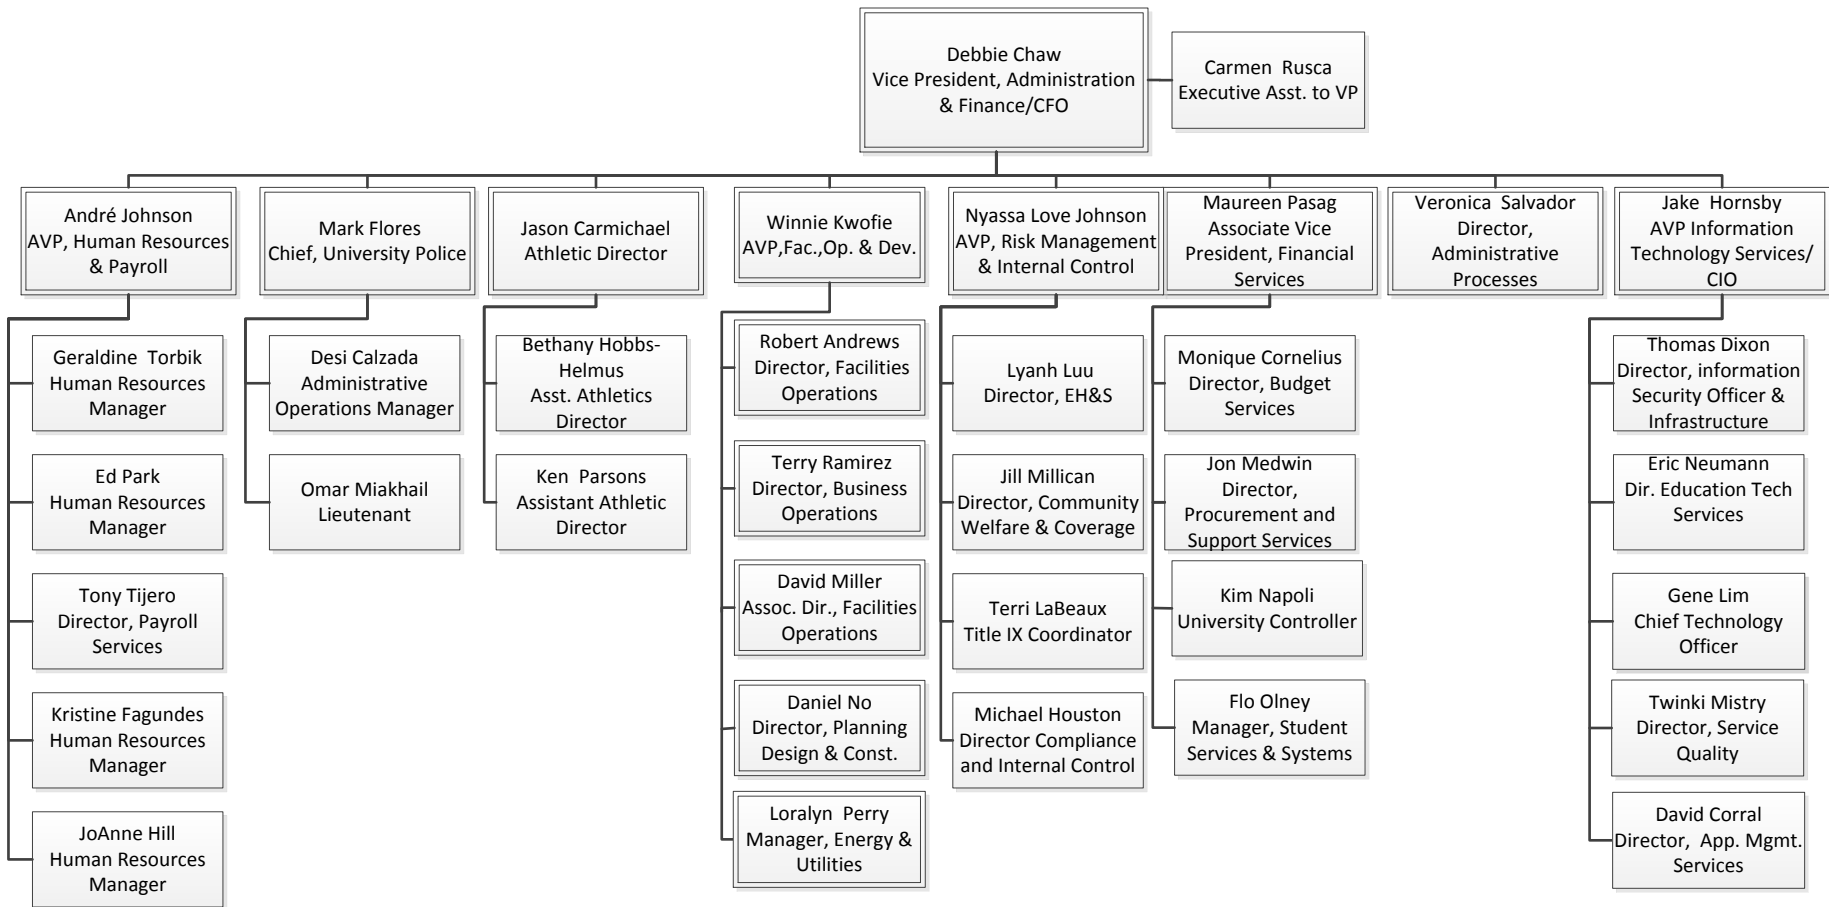 Debbie Chaw
Vice President, Administration
& Finance/CFO
Carmen Rusca
Executive Asst. to VP
André Johnson
AVP, Human Resources
& Payroll
Mark Flores
Chief, University Police
Jason Carmichael
Athletic Director
Winnie Kwofie
AVP,Fac.,Op. & Dev.
Nyassa Love Johnson
AVP, Risk Management
& Internal Control
Maureen Pasag
Associate Vice
President, Financial
Services
Veronica Salvador
Director,
Administrative
Processes
Jake Hornsby
AVP Information
Technology Services/
CIO
Geraldine Torbik
Human Resources
Manager
Ed Park
Human Resources
Manager
Tony Tijero
Director, Payroll
Services
Kristine Fagundes
Human Resources
Manager
JoAnne Hill
Human Resources
Manager
Desi Calzada
Administrative
Operations Manager
Omar Miakhail
Lieutenant
Bethany Hobbs-
Helmus
Asst. Athletics
Director
Ken Parsons
Assistant Athletic
Director
Robert Andrews
Director, Facilities
Operations
Terry Ramirez
Director, Business
Operations
David Miller
Assoc. Dir., Facilities
Operations
Daniel No
Director, Planning
Design & Const.
Loralyn Perry
Manager, Energy &
Utilities
Lyanh Luu
Director, EH&S
Jill Millican
Director, Community
Welfare & Coverage
Terri LaBeaux
Title IX Coordinator
Michael Houston
Director Compliance
and Internal Control
Monique Cornelius
Director, Budget
Services
Jon Medwin
Director,
Procurement and
Support Services
Kim Napoli
University Controller
Flo Olney
Manager, Student
Services & Systems
Thomas Dixon
Director, information
Security Officer &
Infrastructure
Eric Neumann
Dir. Education Tech
Services
Gene Lim
Chief Technology
Officer
Twinki Mistry
Director, Service
Quality
David Corral
Director, App. Mgmt.
Services